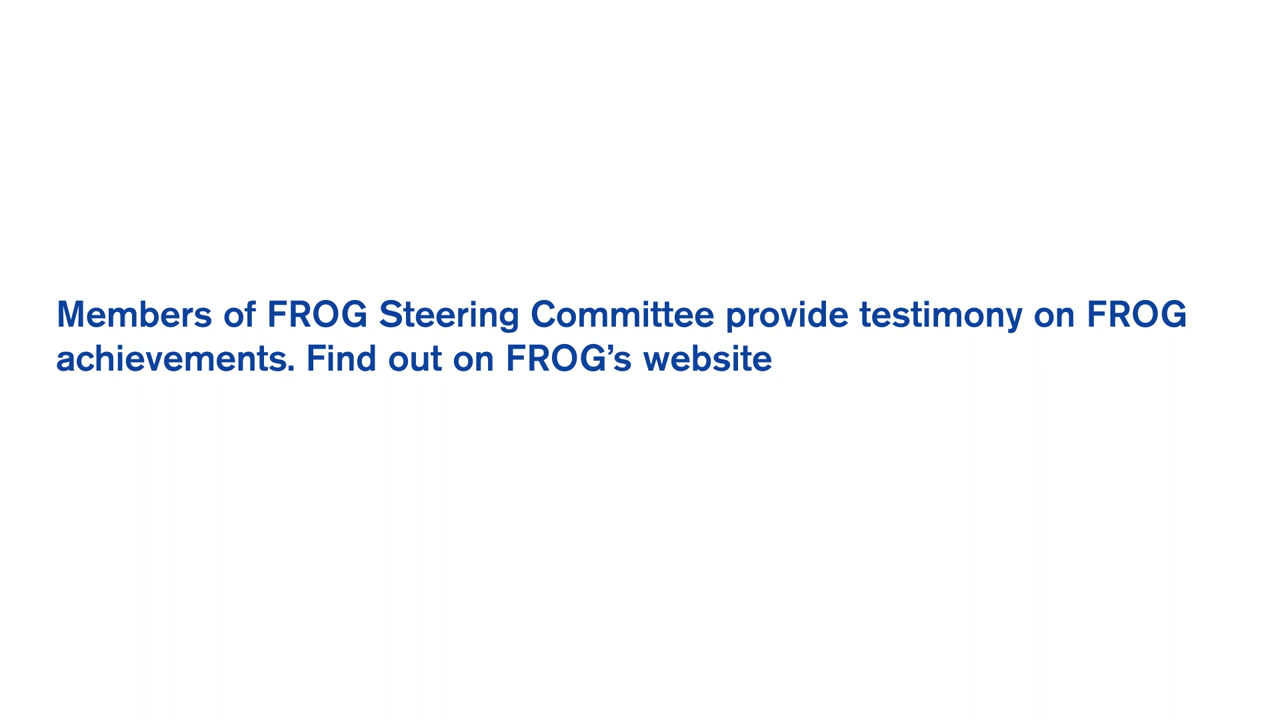 Members of FROG Steering Committee provide testimony on FROG
achievements. Find out on FROG’s website